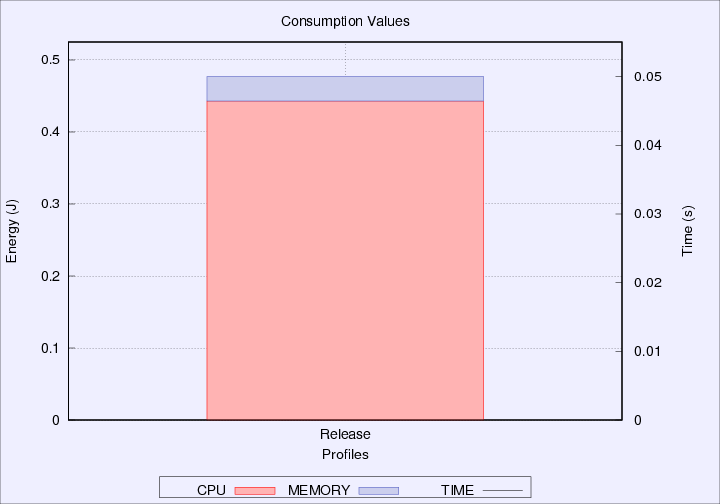 Consumption Values
0.5
0.4
0.3
0.2
0.1
0
Energy (J)
0.05
0.04
0.03
0.02
0.01
0
Time (s)
Release
Profiles
CPU MEMORY TIME